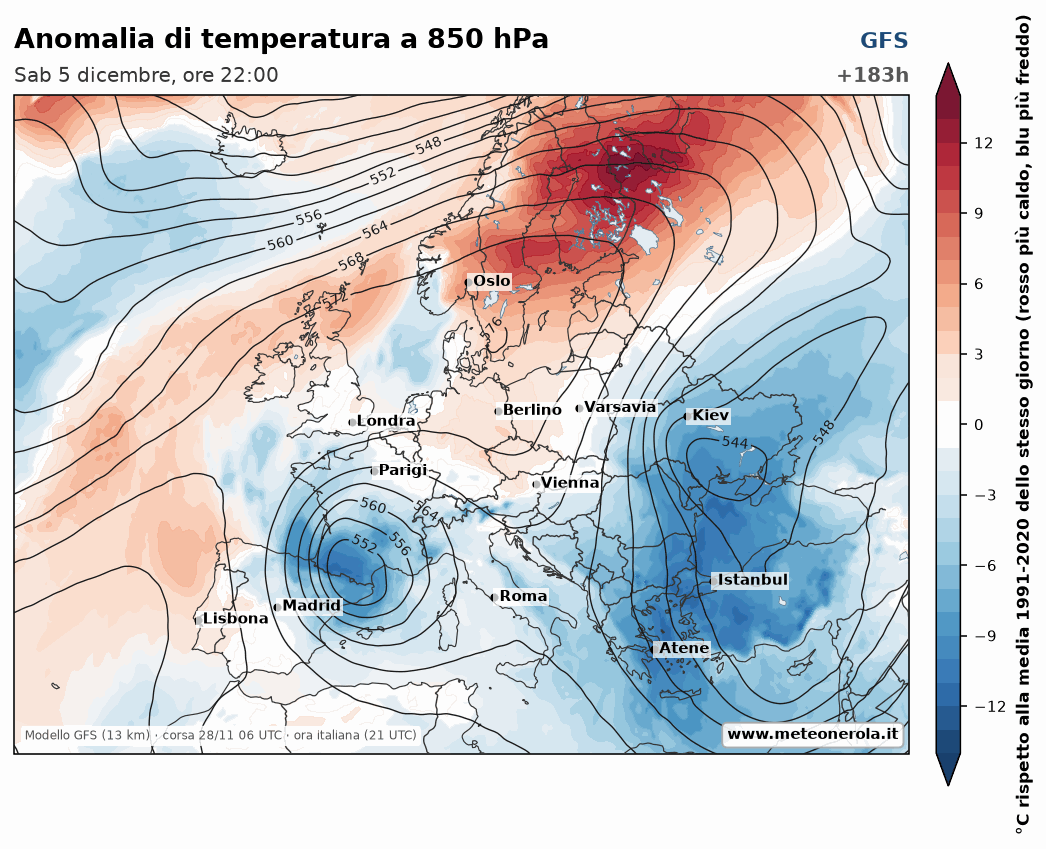 Anomalia di temperatura a 850 hPa
GFS
Sab 5 dicembre, ore 22:00
+183h
548
552
556
560
564
568
572
576
Oslo
Berlino
Varsavia
Kiev
Londra
544
548
Parigi
Vienna
560
564
556
552
Istanbul
Madrid
Roma
Lisbona
Atene
Modello GFS (13 km) · corsa 28/11 06 UTC · ora italiana (21 UTC)
www.meteonerola.it
12
9
6
3
0
−3
−6
−9
−12
°C rispetto alla media 1991-2020 dello stesso giorno (rosso più caldo, blu più freddo)